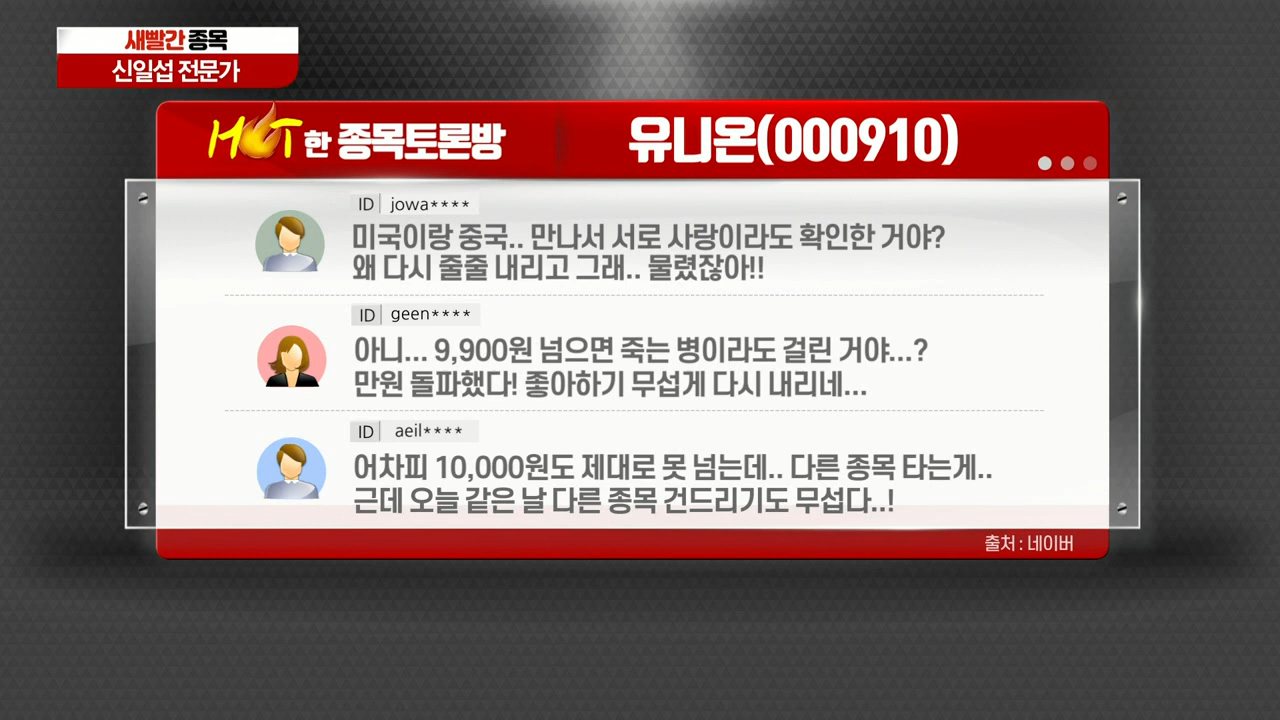 새빨간 종목
신일섭 전문가
HOT한 종목토론방
유니온(000910)
ID jowa****
미국이랑 중국.. 만나서 서로 사랑이라도 확인한 거야?
왜 다시 줄줄 내리고 그래.. 물렸잖아!!
ID geen****
아니... 9,900원 넘으면 죽는 병이라도 걸린 거야...?
만원 돌파했다! 좋아하기 무섭게 다시 내리네...
ID aeil****
어차피 10,000원도 제대로 못 넘는데.. 다른 종목 타는게..
근데 오늘 같은 날 다른 종목 건드리기도 무섭다..!
출처 : 네이버